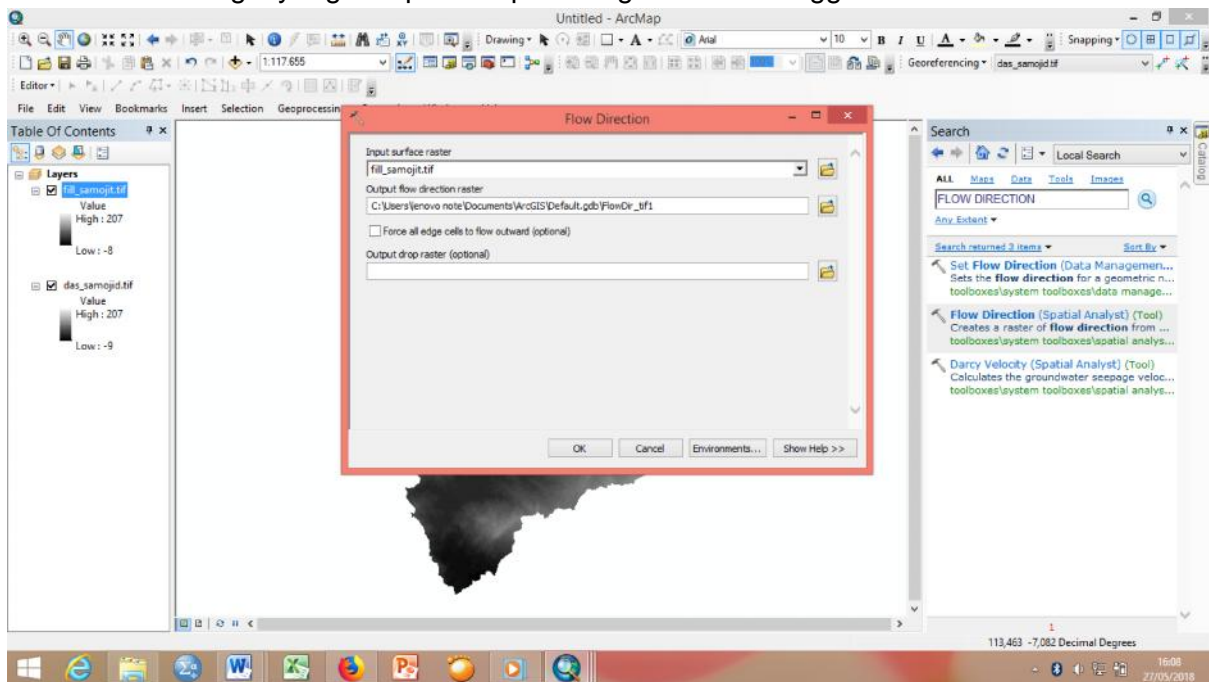 Untitled - ArcMap
Drawing
A
Arial
10
B I U A
Snapping
1:117.655
Georeferencing
das_samojid.tif
Editor
File Edit View Bookmarks Insert Selection Geoprocessing
Table Of Contents
Layers
fill_samojit.tif
Value
High : 207
Low : -8
das_samojid.tif
Value
High : 207
Low : -9
Flow Direction
Input surface raster
fill_samojit.tif
Output flow direction raster
C:\Users\lenovo note\Documents\ArcGIS\Default.gdb\FlowDir_tif1
Force all edge cells to flow outward (optional)
Output drop raster (optional)
OK Cancel Environments... Show Help >>
Search
Local Search
ALL Maps Data Tools Images
FLOW DIRECTION
Any Extent
Search returned 3 items Sort By
Set Flow Direction (Data Managemen...
Sets the flow direction for a geometric n...
toolboxes\system toolboxes\data manage...
Flow Direction (Spatial Analyst) (Tool)
Creates a raster of flow direction from ...
toolboxes\system toolboxes\spatial analys...
Darcy Velocity (Spatial Analyst) (Tool)
Calculates the groundwater seepage veloc...
toolboxes\system toolboxes\spatial analys...
Catalog
1
113,463 -7,082 Decimal Degrees
16:08
27/05/2018